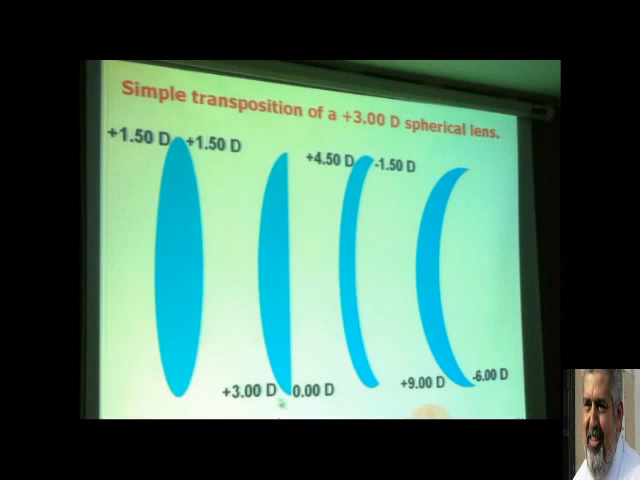 Simple transposition of a +3.00 D spherical lens.
+1.50 D +1.50 D
+4.50 D -1.50 D
+3.00 D 0.00 D
+9.00 D -6.00 D